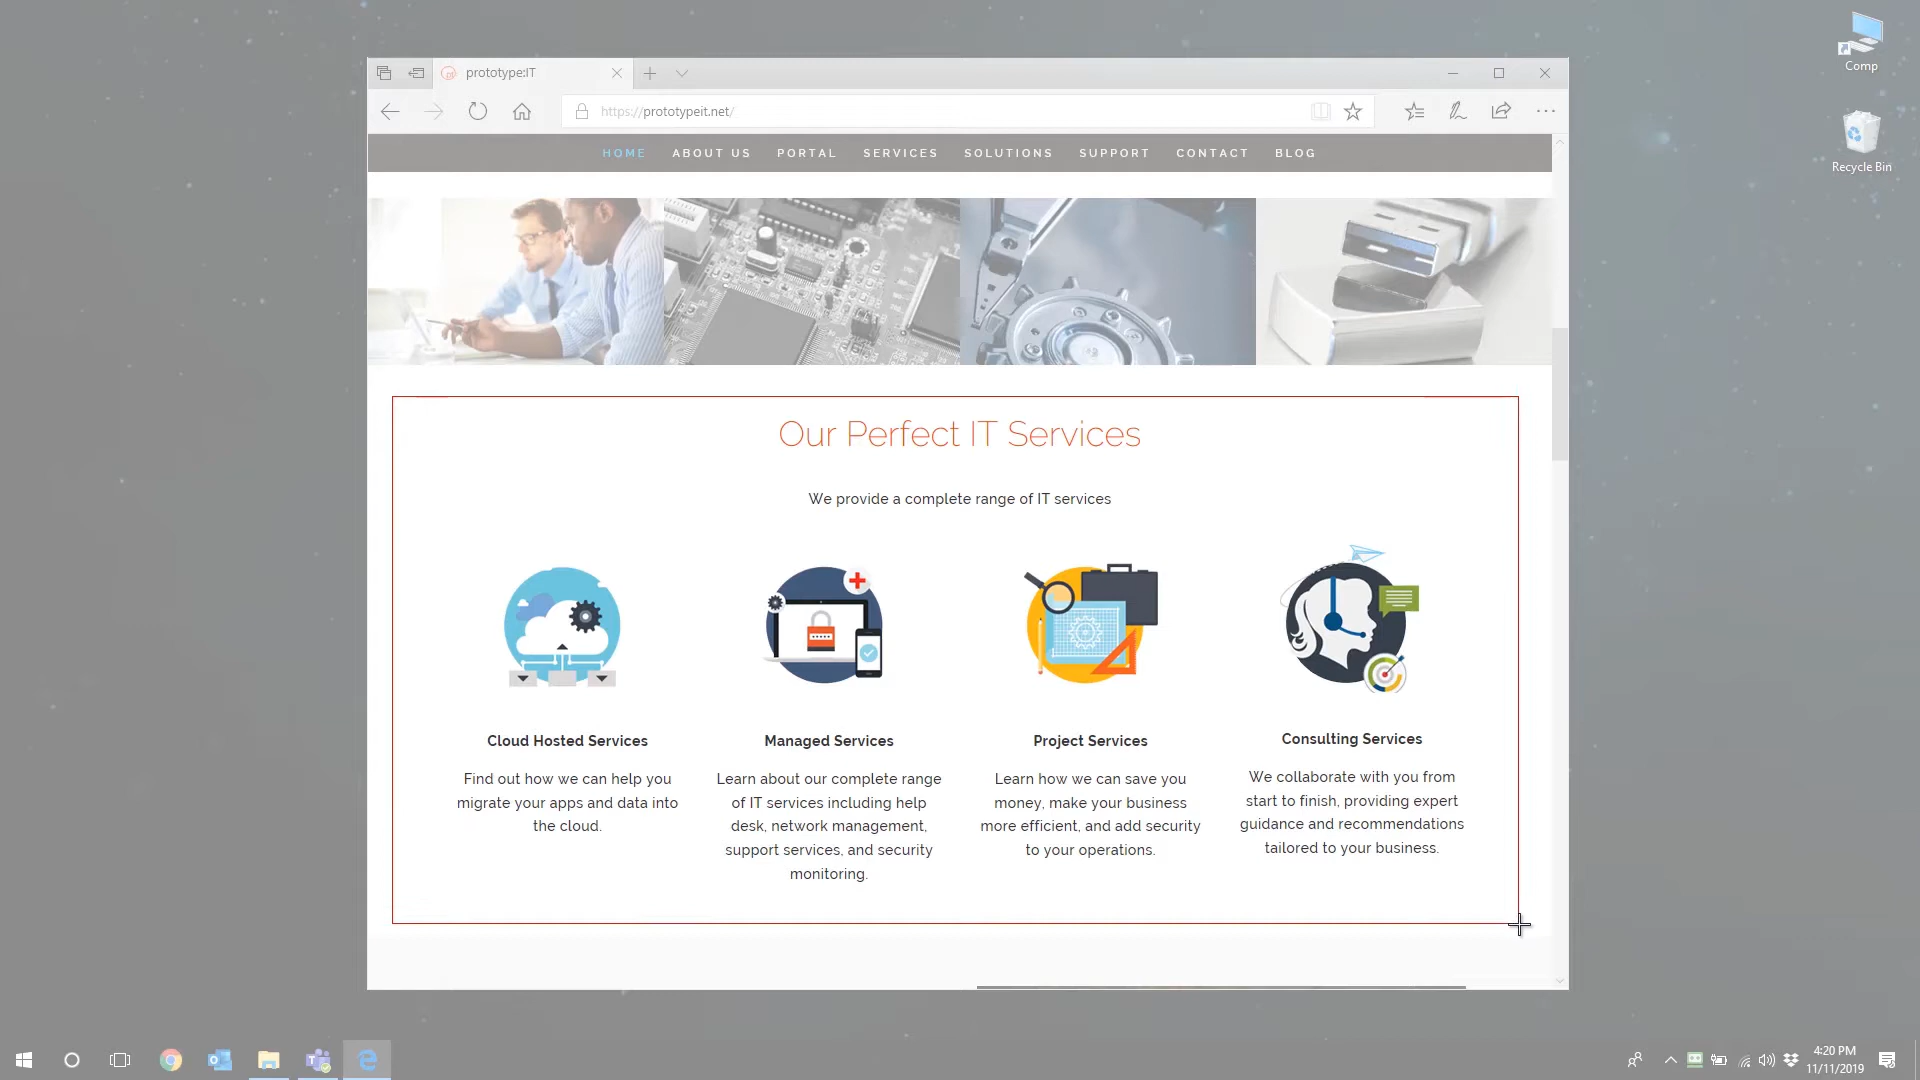 Comp
Recycle Bin
prototype:IT
https://prototypeit.net/
HOME ABOUT US PORTAL SERVICES SOLUTIONS SUPPORT CONTACT BLOG
Our Perfect IT Services
We provide a complete range of IT services
Cloud Hosted Services
Find out how we can help you
migrate your apps and data into
the cloud.
Managed Services
Learn about our complete range
of IT services including help
desk, network management,
support services, and security
monitoring.
Project Services
Learn how we can save you
money, make your business
more efficient, and add security
to your operations.
Consulting Services
We collaborate with you from
start to finish, providing expert
guidance and recommendations
tailored to your business.
4:20 PM
11/11/2019